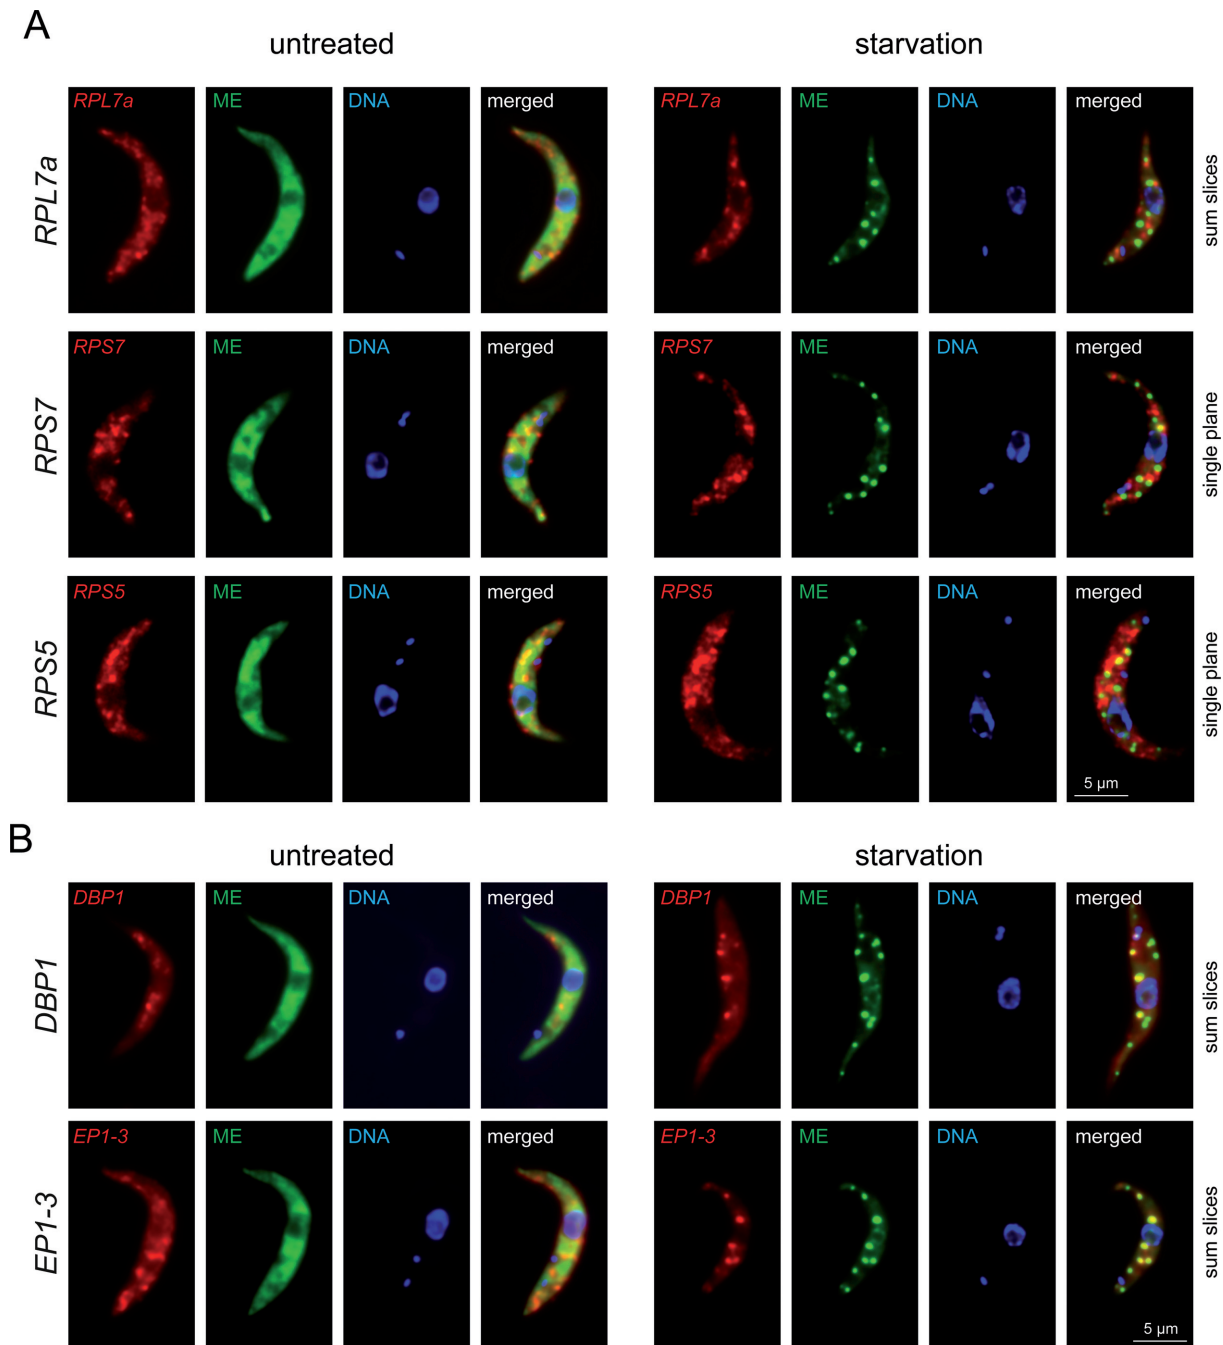 A
untreated
starvation
RPL7a
RPL7a
ME
DNA
merged
RPL7a
ME
DNA
merged
sum slices
RPS7
RPS7
ME
DNA
merged
RPS7
ME
DNA
merged
single plane
RPS5
RPS5
ME
DNA
merged
RPS5
ME
DNA
merged
5 µm
single plane
B
untreated
starvation
DBP1
DBP1
ME
DNA
merged
DBP1
ME
DNA
merged
sum slices
EP1-3
EP1-3
ME
DNA
merged
EP1-3
ME
DNA
merged
5 µm
sum slices